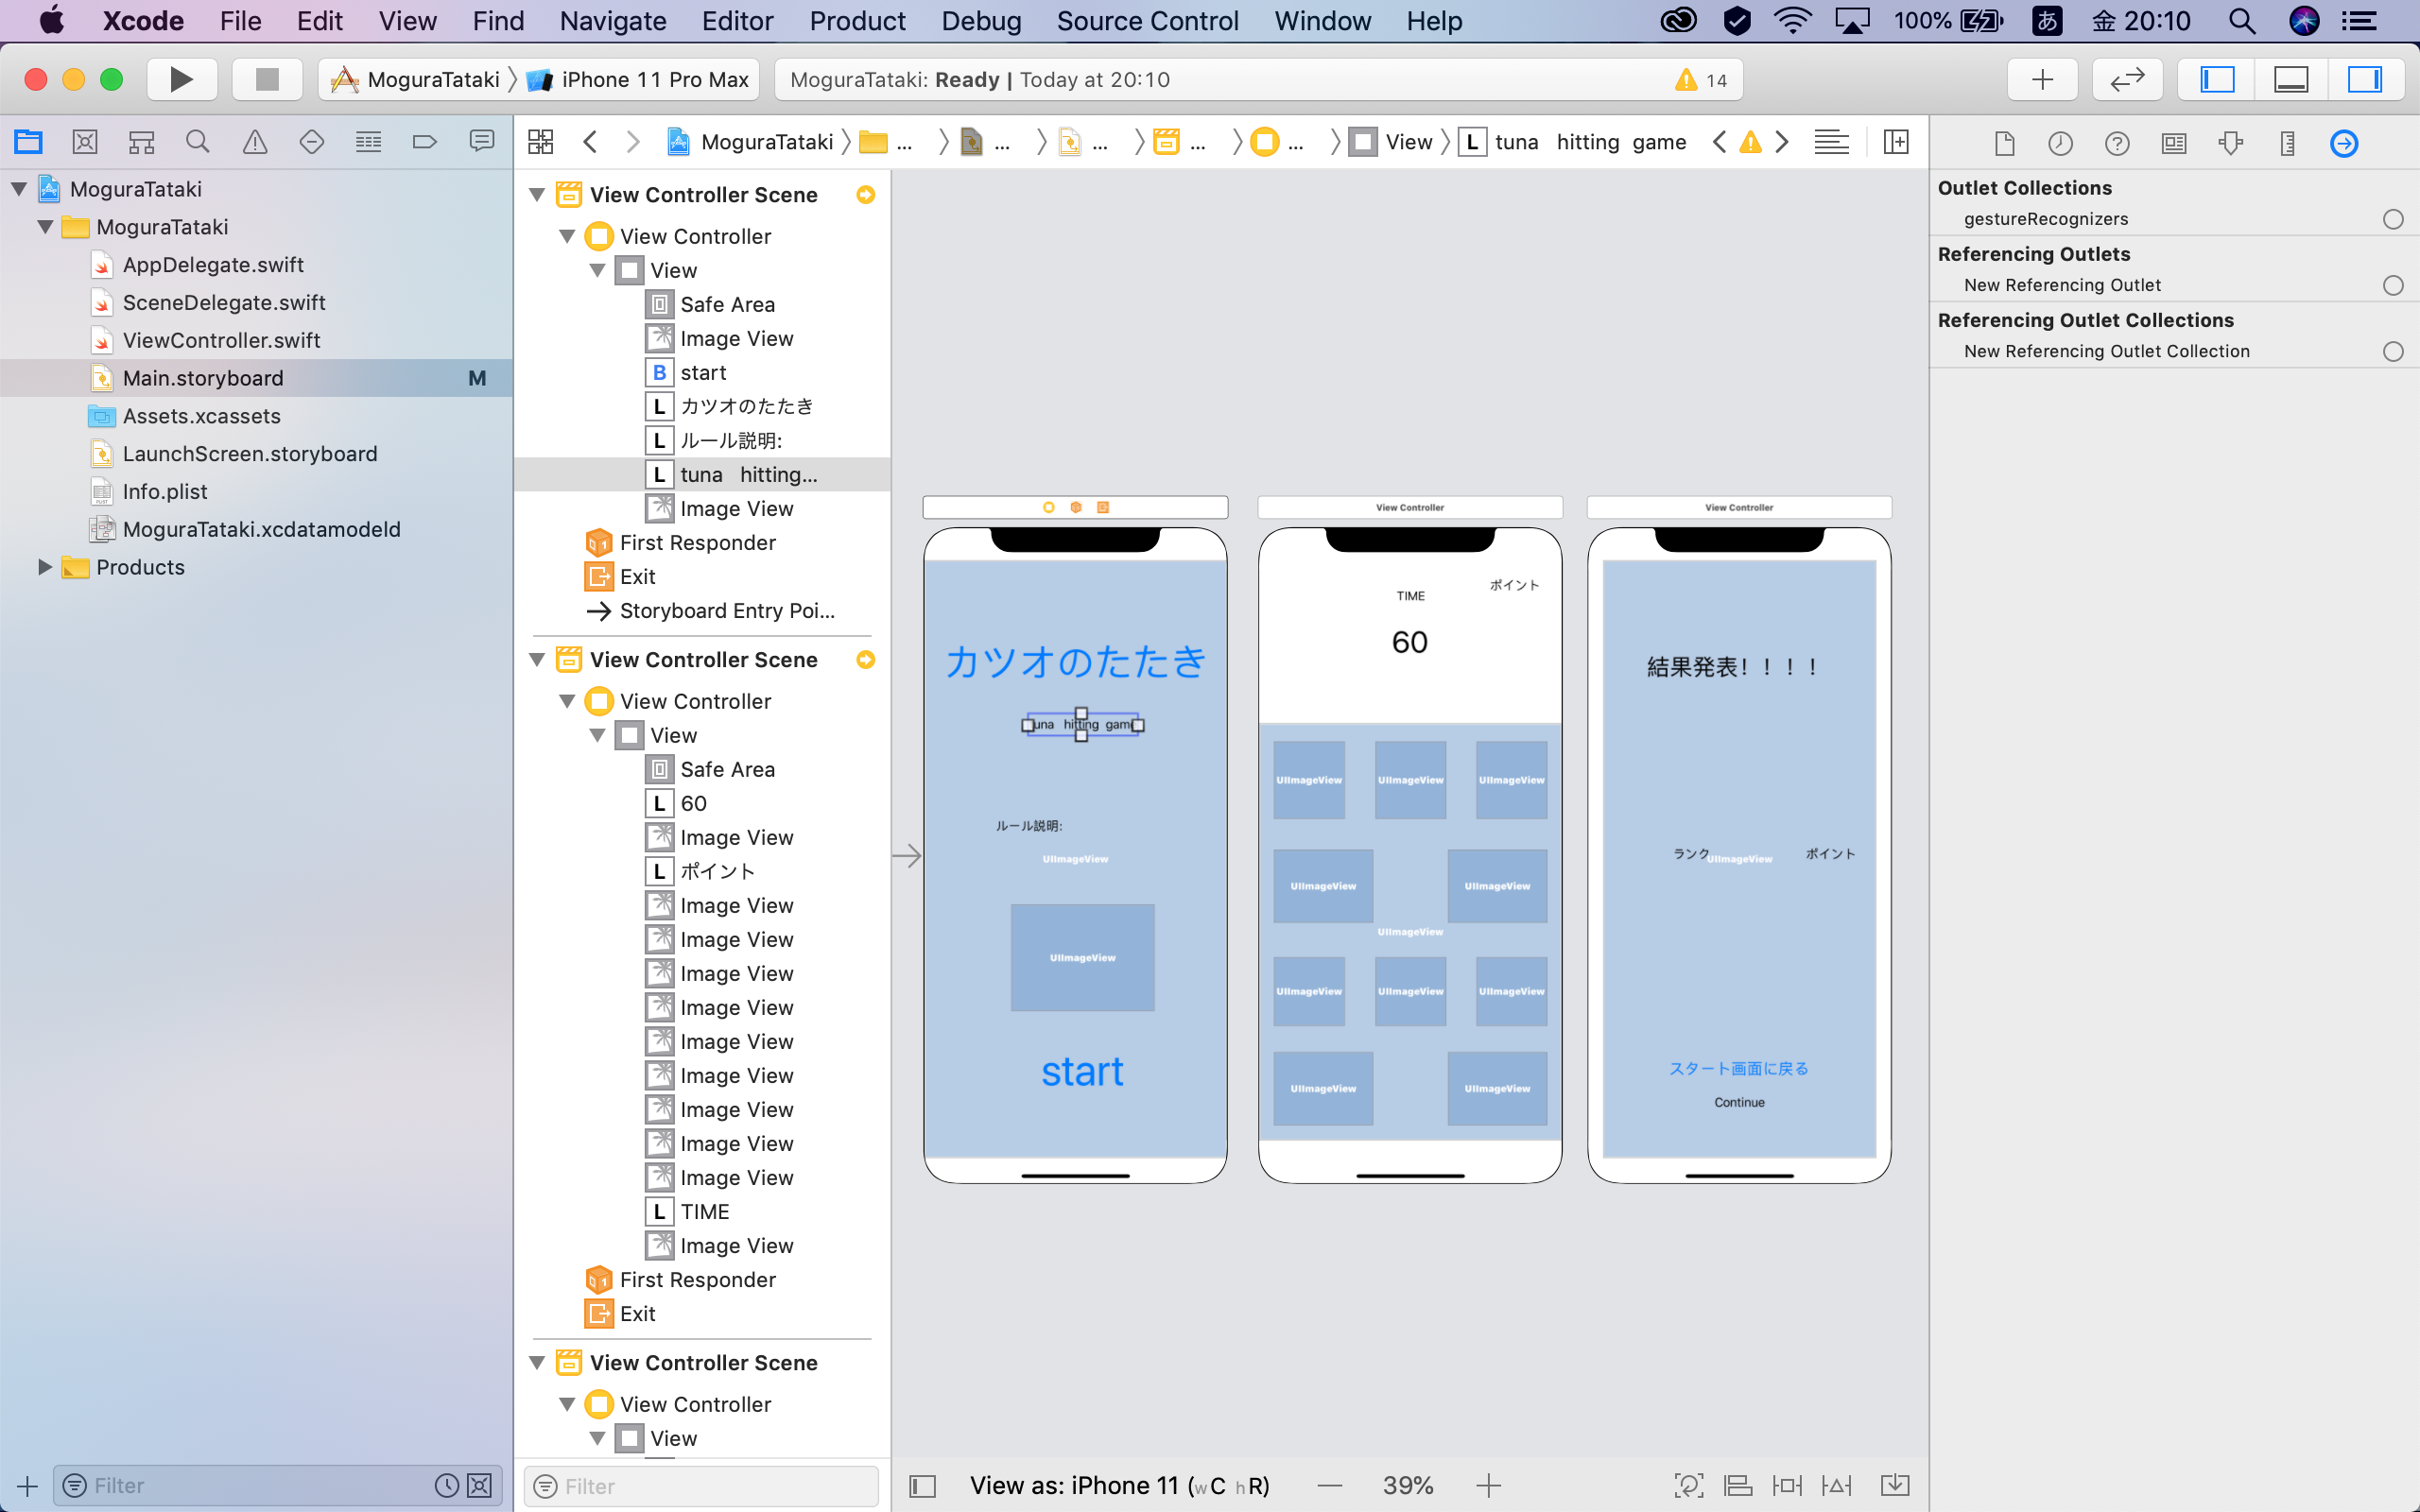 Xcode File Edit View Find Navigate Editor Product Debug Source Control Window Help 100% あ 金 20:10
MoguraTataki iPhone 11 Pro Max MoguraTataki: Ready | Today at 20:10 14
MoguraTataki ... ... ... ... ... View L tuna hitting game
MoguraTataki
MoguraTataki
AppDelegate.swift
SceneDelegate.swift
ViewController.swift
Main.storyboard M
Assets.xcassets
LaunchScreen.storyboard
Info.plist
MoguraTataki.xcdatamodeld
Products
Filter
View Controller Scene
View Controller
View
Safe Area
Image View
B start
L カツオのたたき
L ルール説明:
L tuna hitting...
Image View
First Responder
Exit
Storyboard Entry Poi...
View Controller Scene
View Controller
View
Safe Area
L 60
Image View
L ポイント
Image View
Image View
Image View
Image View
Image View
Image View
Image View
Image View
Image View
L TIME
Image View
First Responder
Exit
View Controller Scene
View Controller
View
Filter
カツオのたたき
una hitting gam
ルール説明:
UIImageView
UIImageView
start
View Controller
TIME
ポイント
60
UIImageView UIImageView UIImageView
UIImageView UIImageView
UIImageView
UIImageView UIImageView UIImageView
UIImageView UIImageView
View Controller
結果発表！！！！
ランク UIImageView ポイント
スタート画面に戻る
Continue
View as: iPhone 11 (wC hR) 39%
Outlet Collections
gestureRecognizers
Referencing Outlets
New Referencing Outlet
Referencing Outlet Collections
New Referencing Outlet Collection